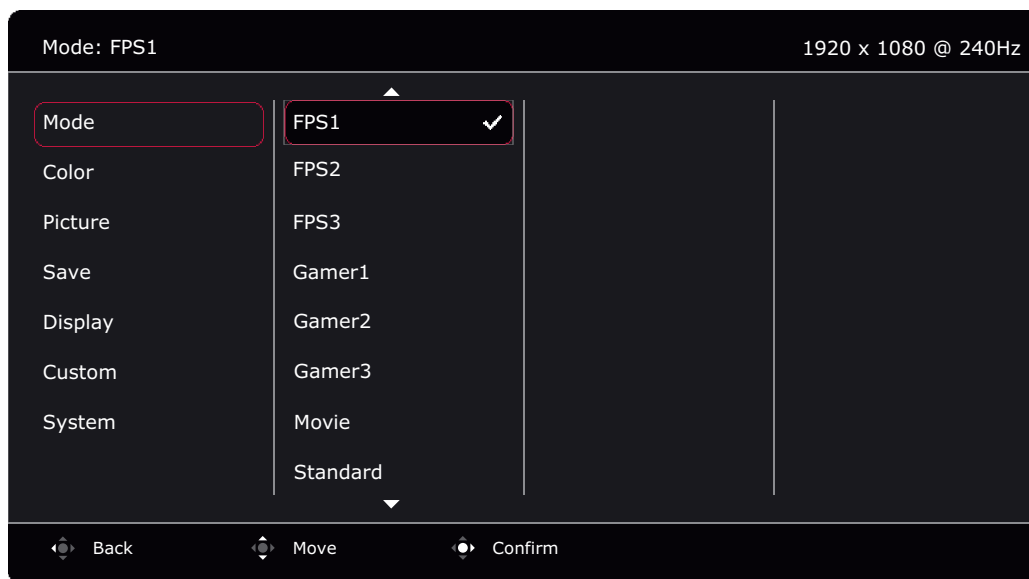 Mode: FPS1
1920 x 1080 @ 240Hz
Mode
Color
Picture
Save
Display
Custom
System
FPS1
FPS2
FPS3
Gamer1
Gamer2
Gamer3
Movie
Standard
Back
Move
Confirm